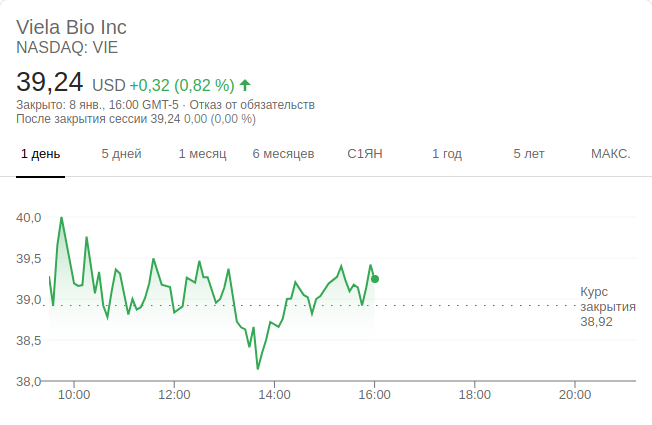 Viela Bio Inc
NASDAQ: VIE
39,24 USD +0,32 (0,82 %) ↑
Закрыто: 8 янв., 16:00 GMT-5 · Отказ от обязательств
После закрытия сессии 39,24 0,00 (0,00 %)
1 день 5 дней 1 месяц 6 месяцев С1ЯН 1 год 5 лет МАКС.
40,0
39,5
39,0
38,5
38,0
Курс
закрытия
38,92
10:00 12:00 14:00 16:00 18:00 20:00